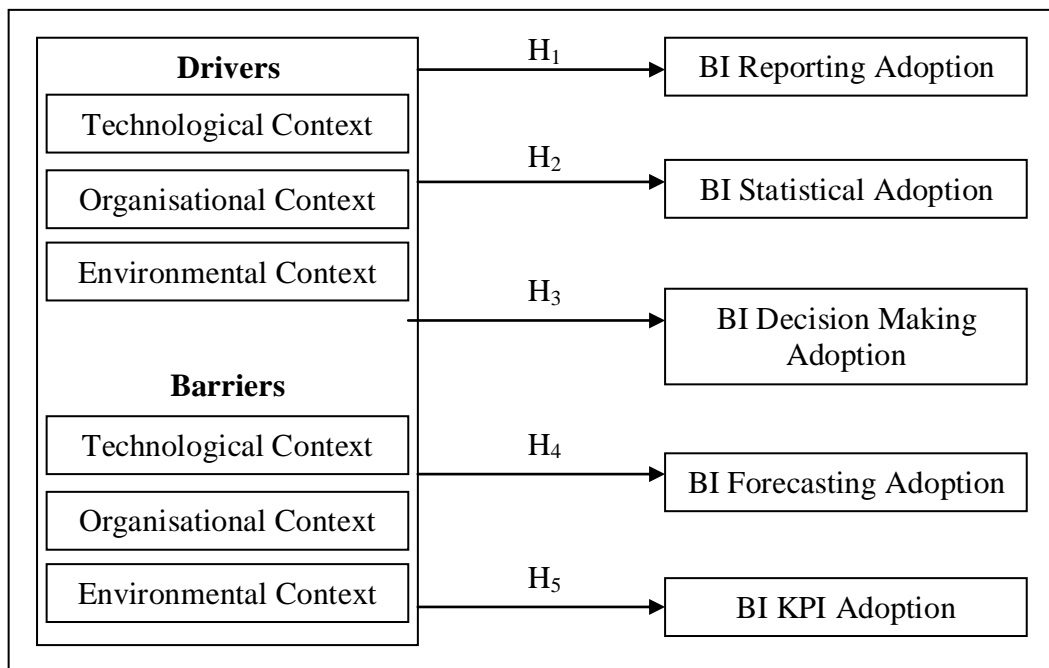 Drivers
Technological Context
Organisational Context
Environmental Context
Barriers
Technological Context
Organisational Context
Environmental Context
H1
H2
H3
H4
H5
BI Reporting Adoption
BI Statistical Adoption
BI Decision Making
Adoption
BI Forecasting Adoption
BI KPI Adoption